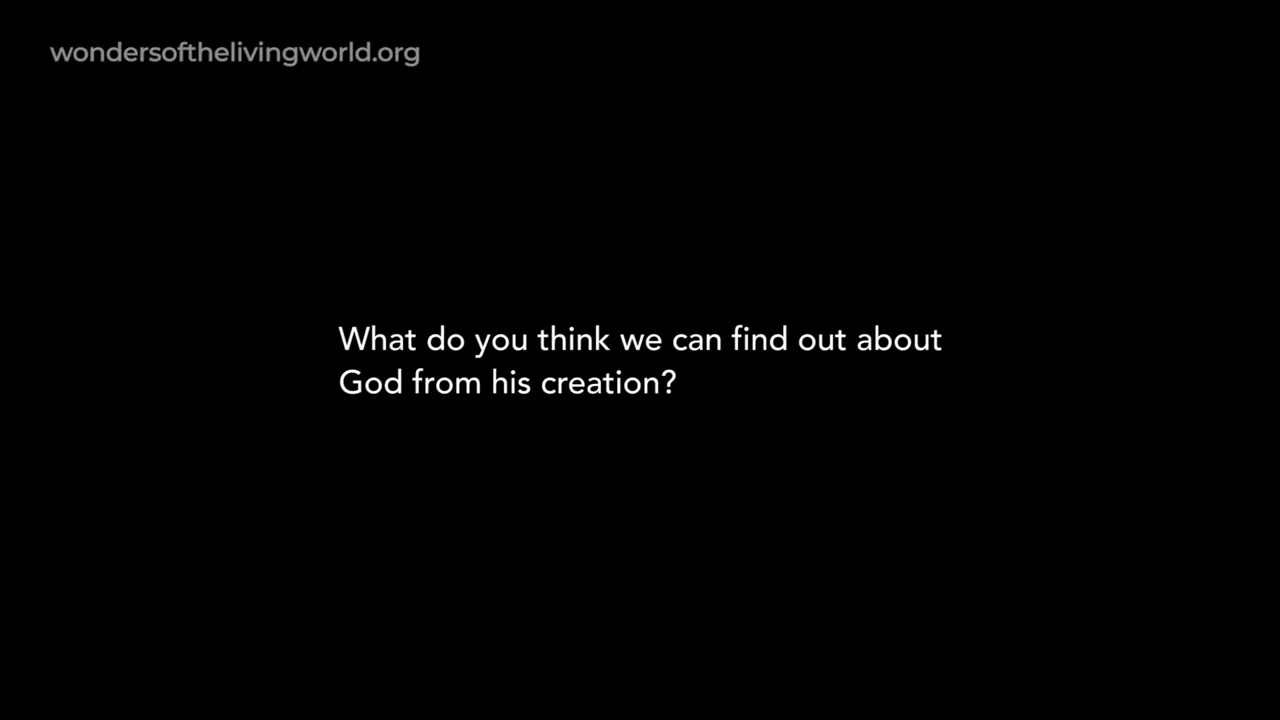 wondersofthelivingworld.org
What do you think we can find out about
God from his creation?